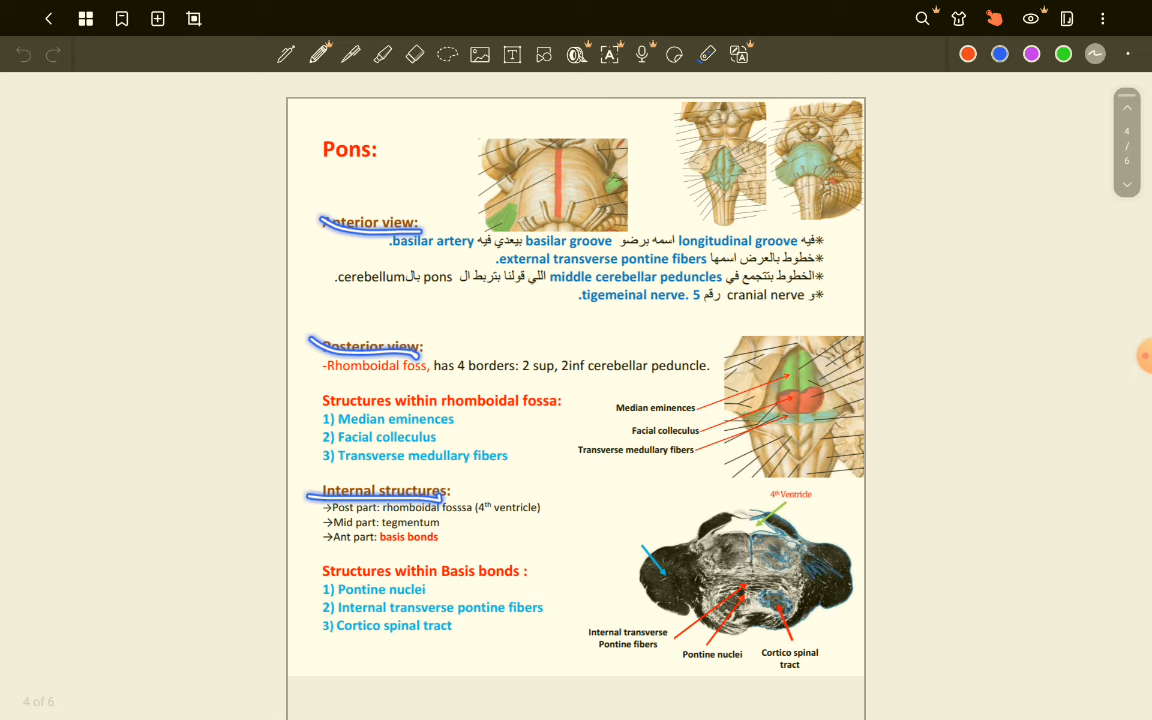 Pons:
Anterior view:
*فيه longitudinal groove اسمه برضو basilar groove بيعدي فيه basilar artery.
*خطوط بالعرض اسمها external transverse pontine fibers.
*الخطوط بتتجمع في middle cerebellar peduncles اللي قولنا بتربط ال pons بالcerebellum.
*و cranial nerve رقم 5 .tigemeinal nerve.
Posterior view:
-Rhomboidal foss, has 4 borders: 2 sup, 2inf cerebellar peduncle.
Structures within rhomboidal fossa:
1) Median eminences
2) Facial colleculus
3) Transverse medullary fibers
Median eminences
Facial colleculus
Transverse medullary fibers
Internal structures:
→Post part: rhomboidal fosssa (4th ventricle)
→Mid part: tegmentum
→Ant part: basis bonds
Structures within Basis bonds :
1) Pontine nuclei
2) Internal transverse pontine fibers
3) Cortico spinal tract
4th Ventricle
Internal transverse
Pontine fibers
Pontine nuclei
Cortico spinal
tract
4
/
6
4 of 6